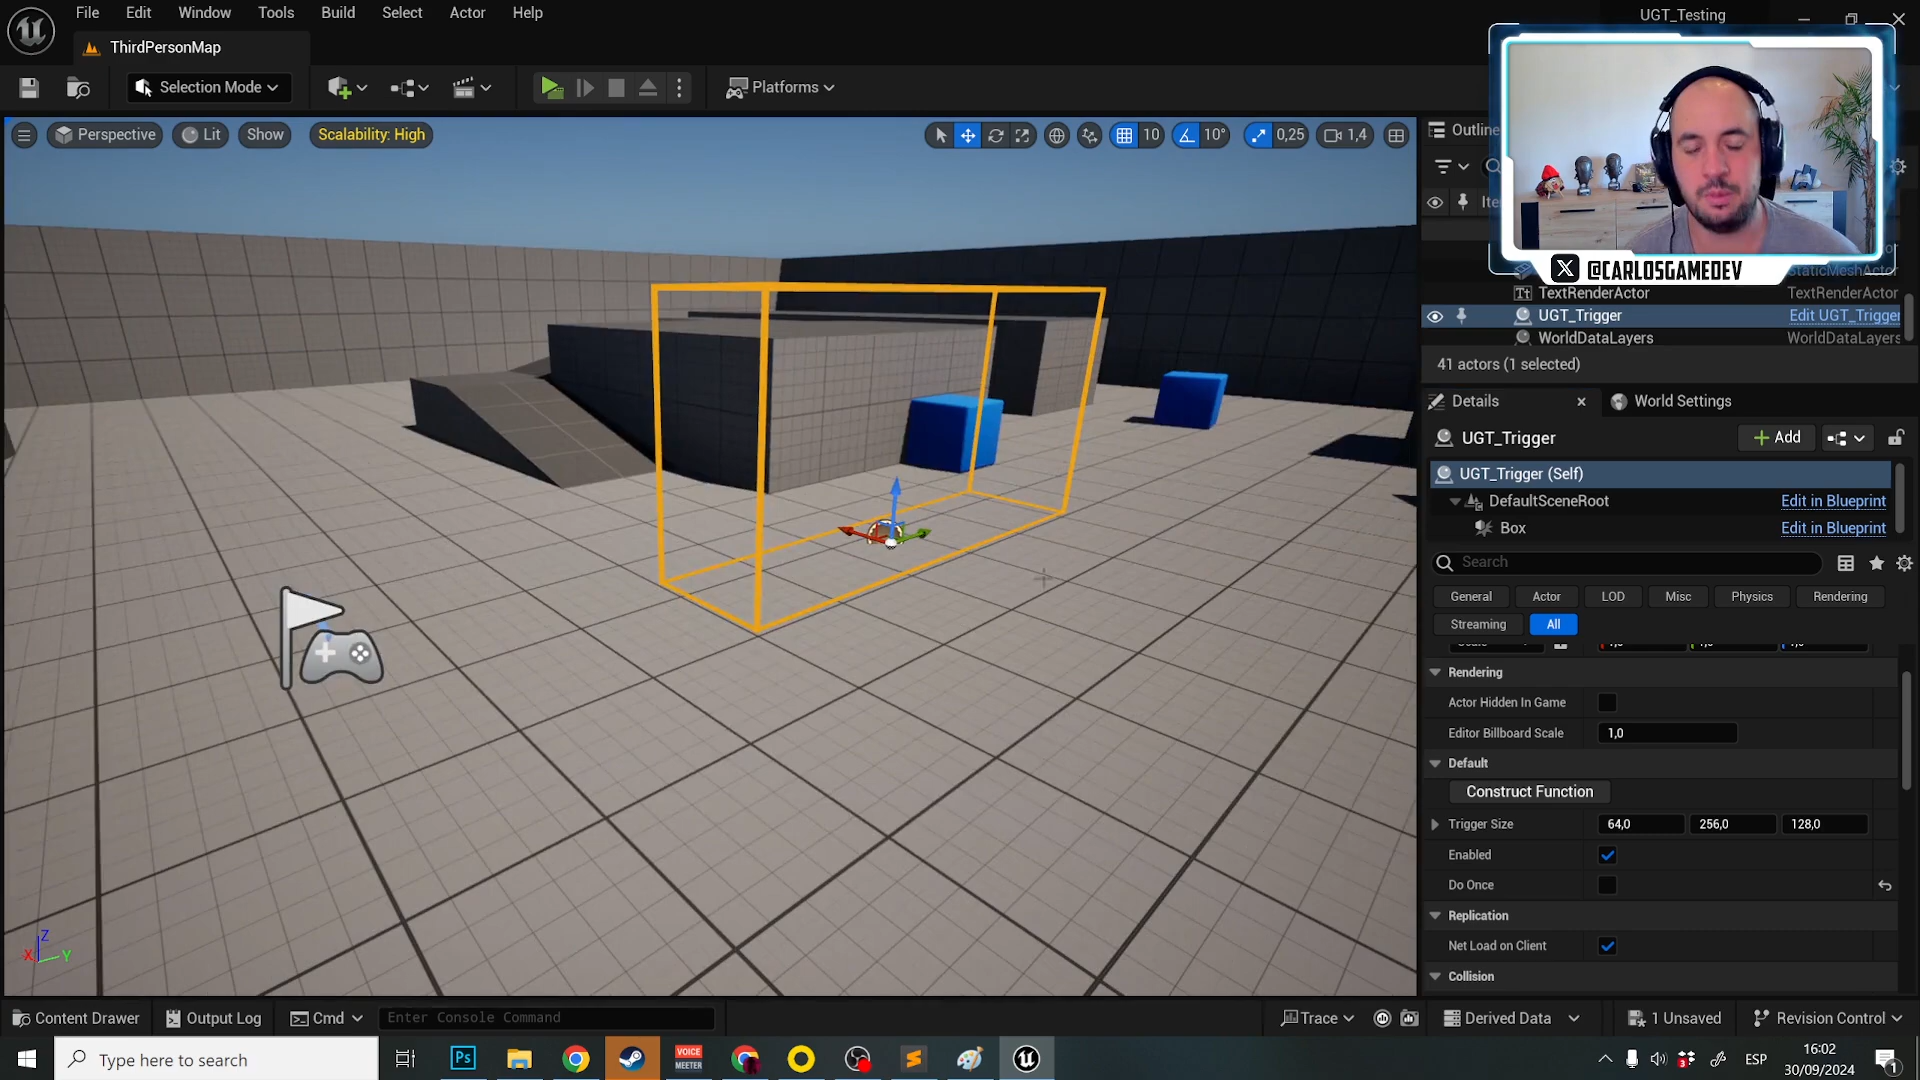 File Edit Window Tools Build Select Actor Help
UGT_Testing
ThirdPersonMap
Selection Mode
Platforms
Perspective
Lit
Show
Scalability: High
10
10°
0,25
1,4
Outline
@CARLOSGAMEDEV
StaticMeshActor
TextRenderActor TextRenderActor
UGT_Trigger Edit UGT_Trigger
WorldDataLayers WorldDataLayers
41 actors (1 selected)
Details
World Settings
UGT_Trigger
Add
UGT_Trigger (Self)
DefaultSceneRoot Edit in Blueprint
Box Edit in Blueprint
Search
General Actor LOD Misc Physics Rendering
Streaming All
Rendering
Actor Hidden In Game
Editor Billboard Scale 1,0
Default
Construct Function
Trigger Size 64,0 256,0 128,0
Enabled
Do Once
Replication
Net Load on Client
Collision
Z
X
Y
Content Drawer
Output Log
Cmd
Enter Console Command
Trace
Derived Data
1 Unsaved
Revision Control
Type here to search
Ps
VOICE
MEETER
ESP
16:02
30/09/2024
1